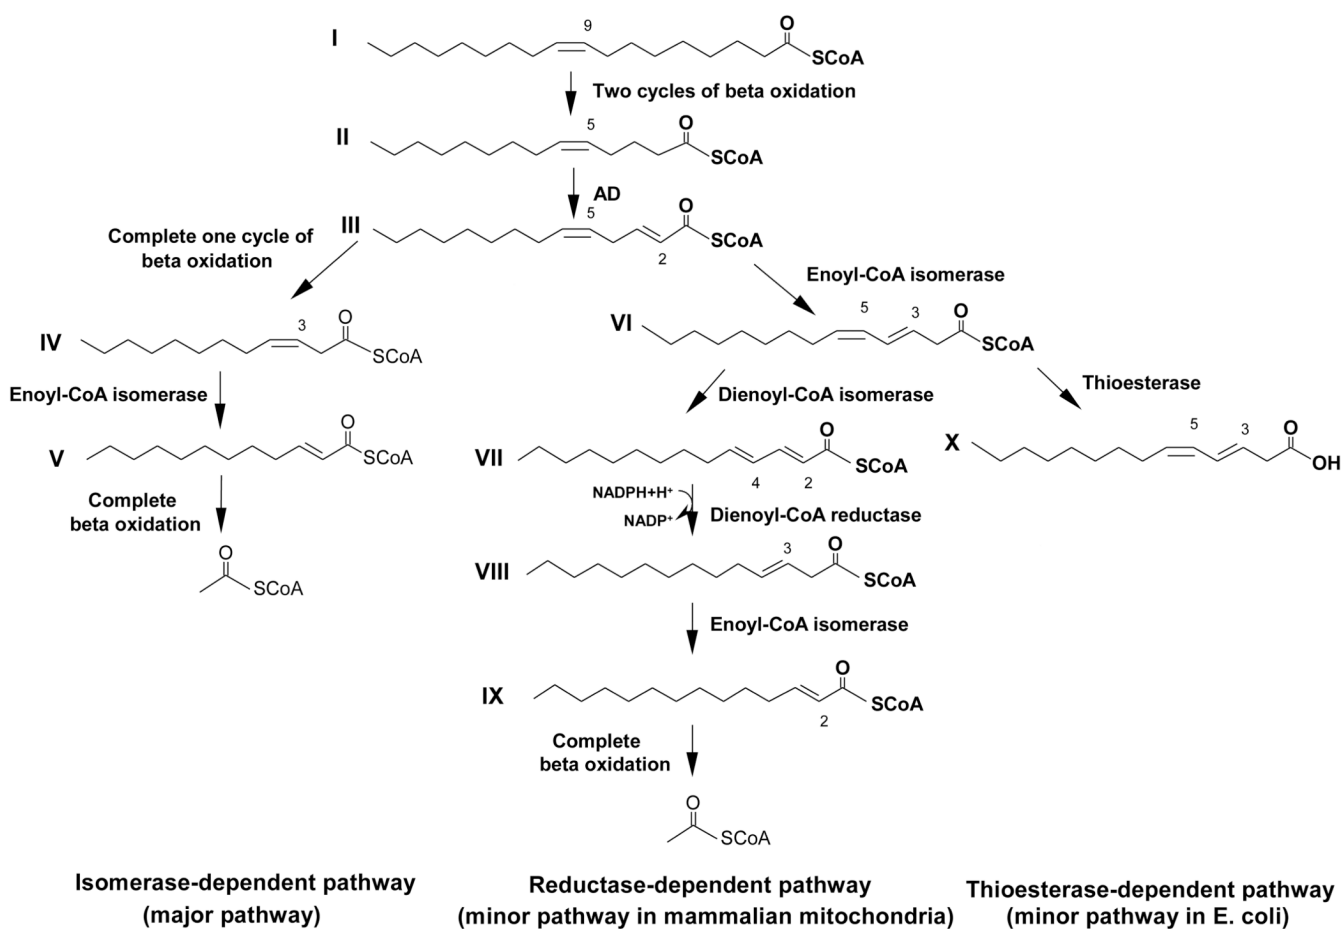 I
9
O
SCoA
Two cycles of beta oxidation
II
5
O
SCoA
AD
III
5
O
SCoA
2
Complete one cycle of
beta oxidation
Enoyl-CoA isomerase
IV
3
O
SCoA
VI
5
3
O
SCoA
Enoyl-CoA isomerase
Dienoyl-CoA isomerase
Thioesterase
V
O
SCoA
VII
O
SCoA
4
2
X
5
3
O
OH
Complete
beta oxidation
NADPH+H⁺
NADP⁺
Dienoyl-CoA reductase
O
SCoA
VIII
3
O
SCoA
Enoyl-CoA isomerase
IX
O
SCoA
2
Complete
beta oxidation
O
SCoA
Isomerase-dependent pathway
(major pathway)
Reductase-dependent pathway
(minor pathway in mammalian mitochondria)
Thioesterase-dependent pathway
(minor pathway in E. coli)